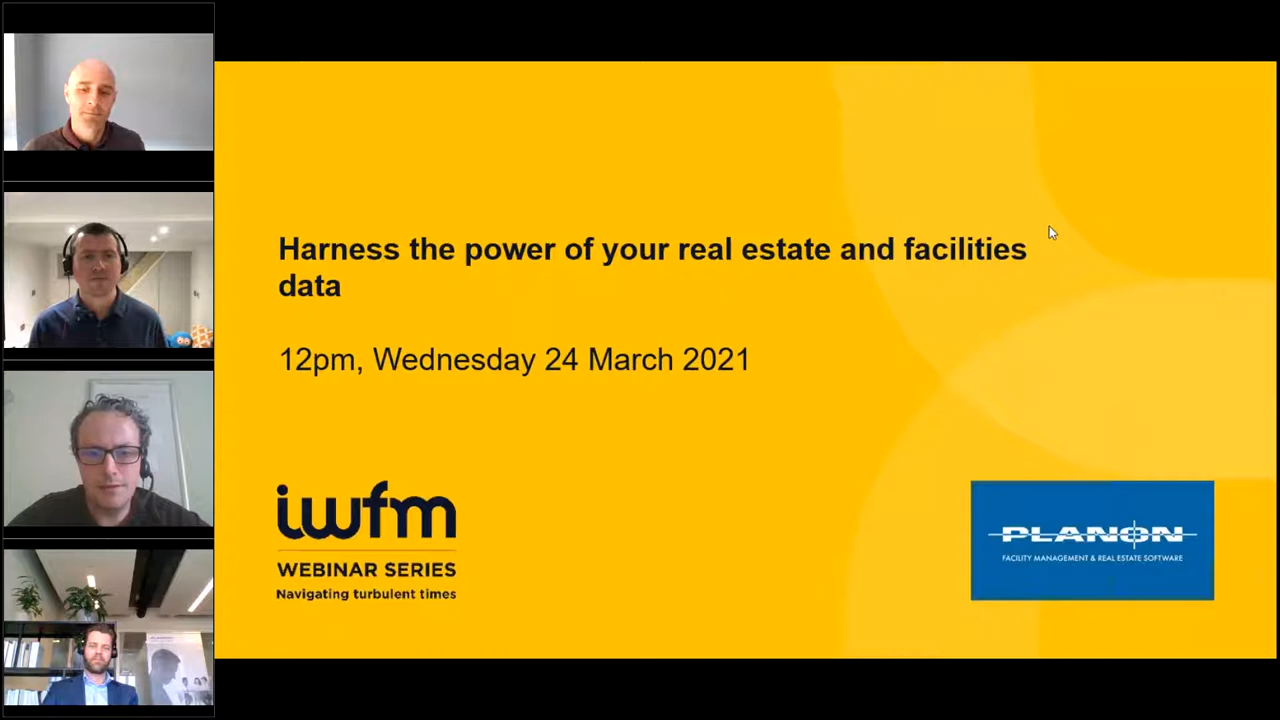 Harness the power of your real estate and facilities
data
12pm, Wednesday 24 March 2021
iwfm
WEBINAR SERIES
Navigating turbulent times
PLANON
FACILITY MANAGEMENT & REAL ESTATE SOFTWARE